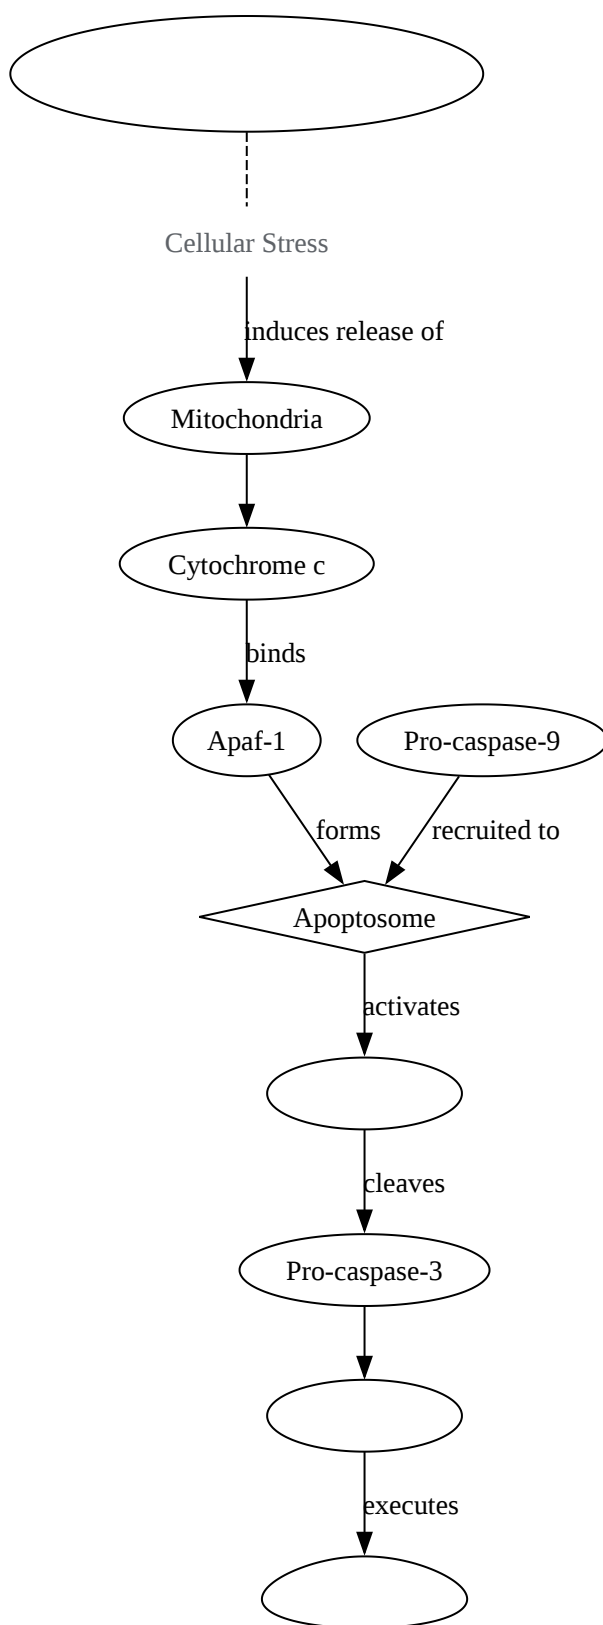 Cellular Stress
induces release of
Mitochondria
Cytochrome c
binds
Apaf-1
Pro-caspase-9
forms
recruited to
Apoptosome
activates
cleaves
Pro-caspase-3
executes